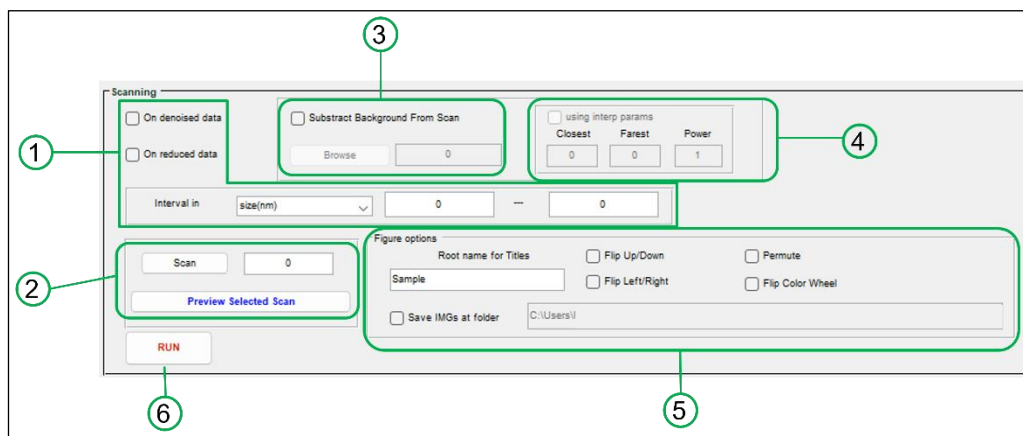 3
Scanning
On denoised data
Substract Background From Scan
using interp params
Closest Farest Power
1
On reduced data
Browse 0
0 0 1
4
Interval in size(nm) 0 --- 0
Figure options
Scan 0
Root name for Titles
Flip Up/Down
Permute
2
Sample
Flip Left/Right
Flip Color Wheel
Preview Selected Scan
Save IMGs at folder C:\Users\I
RUN
6
5